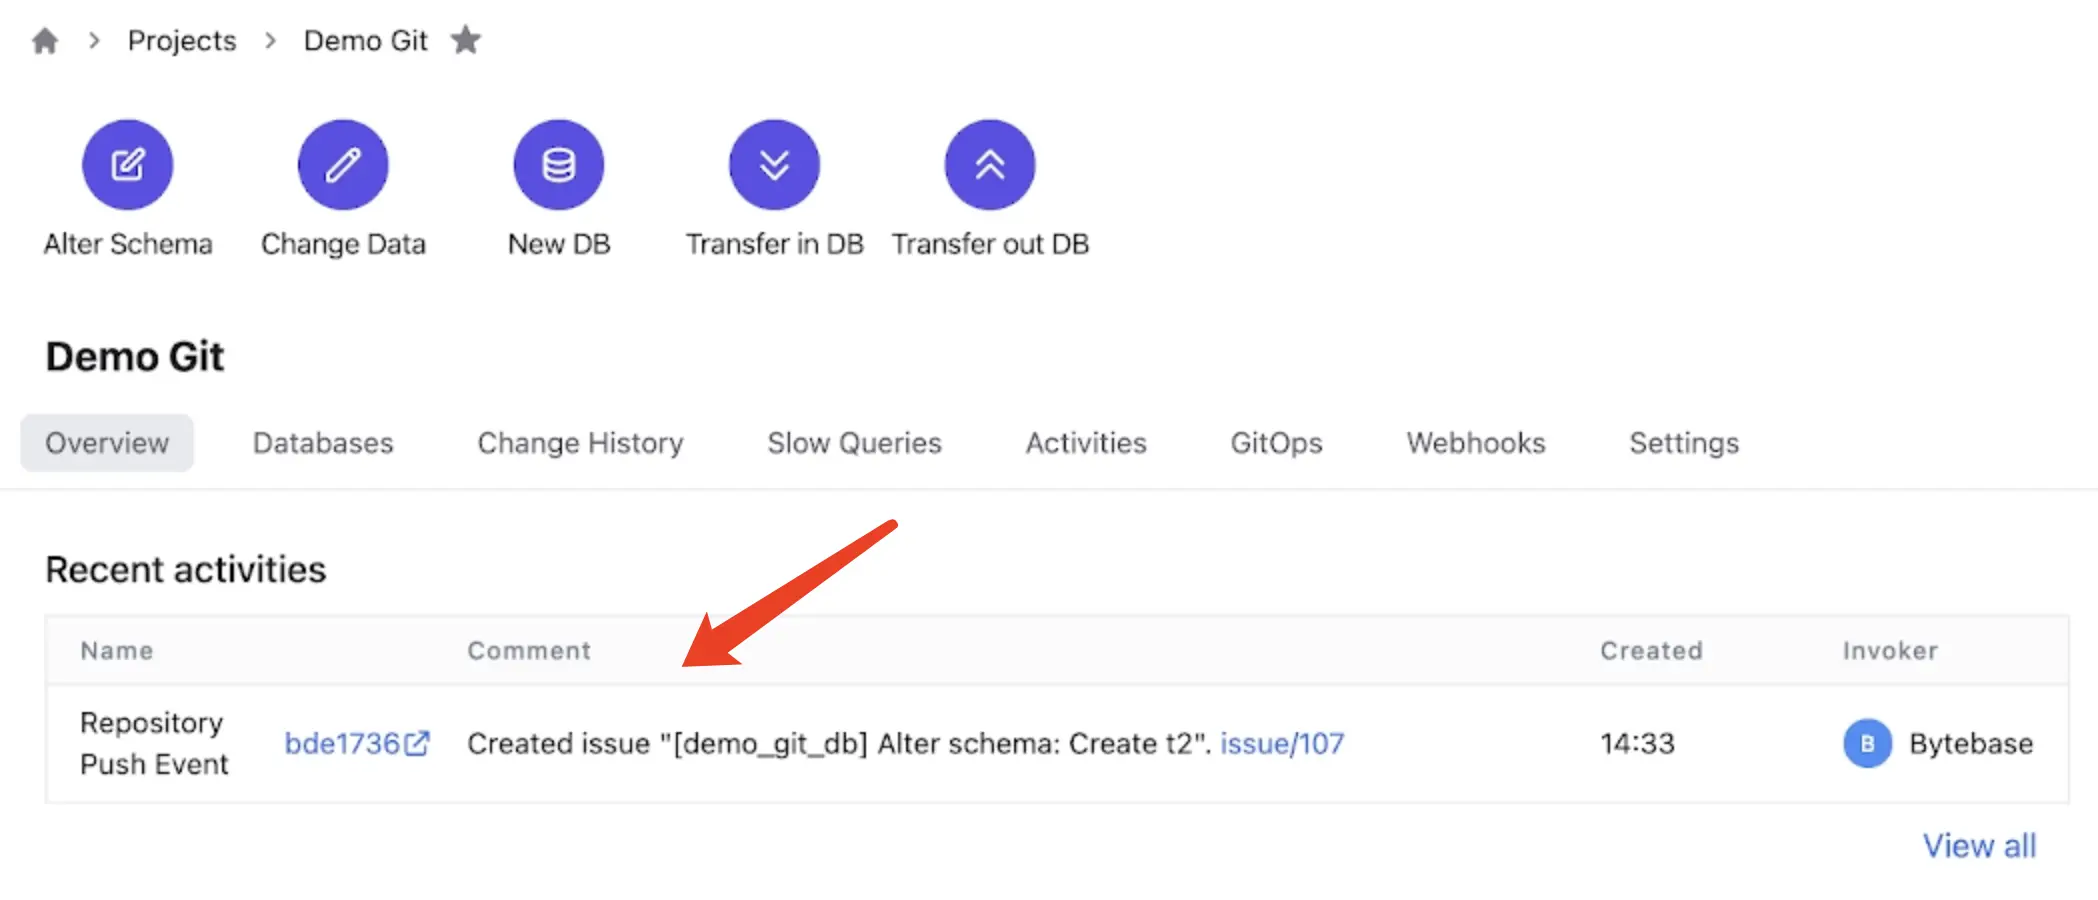 Projects Demo Git
Alter Schema Change Data New DB Transfer in DB Transfer out DB
Demo Git
Overview Databases Change History Slow Queries Activities GitOps Webhooks Settings
Recent activities
Name Comment Created Invoker
Repository
Push Event
bde1736 Created issue "[demo_git_db] Alter schema: Create t2". issue/107 14:33 B Bytebase
View all